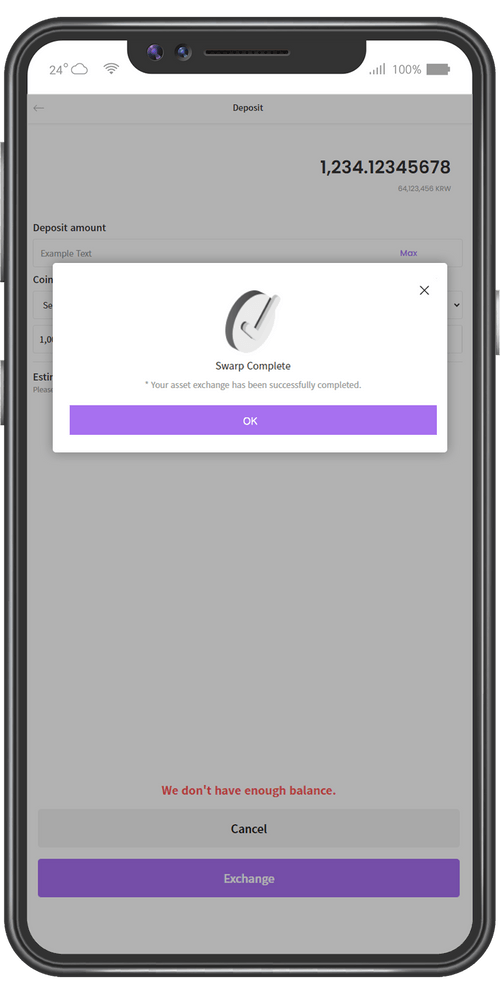 24°
100%
Deposit
1,234.12345678
64,123,456 KRW
Deposit amount
Example Text
Max
Coin
Se
1,0
Estir
Please
Swarp Complete
* Your asset exchange has been successfully completed.
OK
We don't have enough balance.
Cancel
Exchange